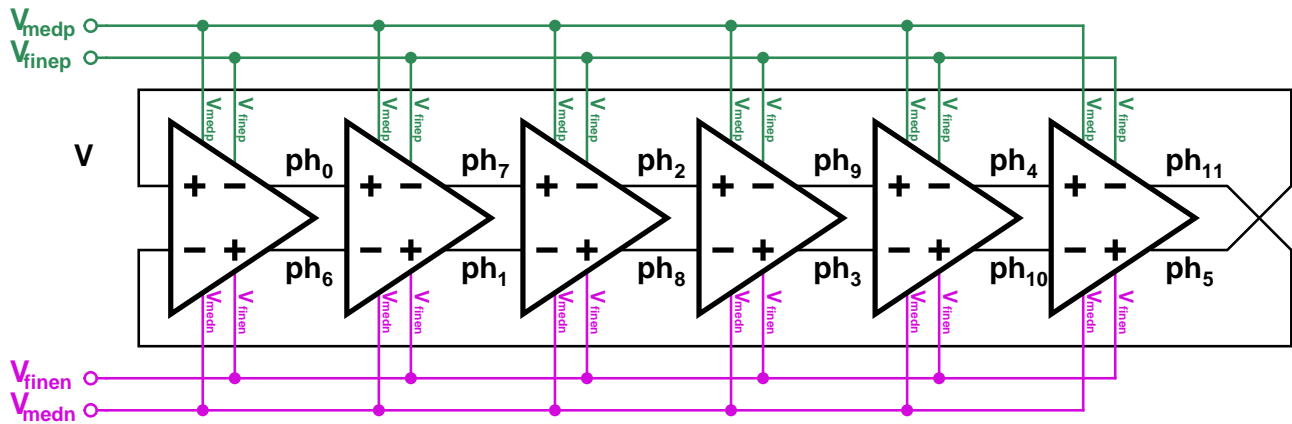 Vmedp
Vfinep
Vmedp Vfinep Vmedp Vfinep Vmedp Vfinep Vmedp Vfinep Vmedp Vfinep Vmedp Vfinep
V
ph0 ph7 ph2 ph9 ph4 ph11
+ − + − + − + − + − + −
− + − + − + − + − + − +
ph6 ph1 ph8 ph3 ph10 ph5
Vmedn Vfinen Vmedn Vfinen Vmedn Vfinen Vmedn Vfinen Vmedn Vfinen Vmedn Vfinen
Vfinen
Vmedn